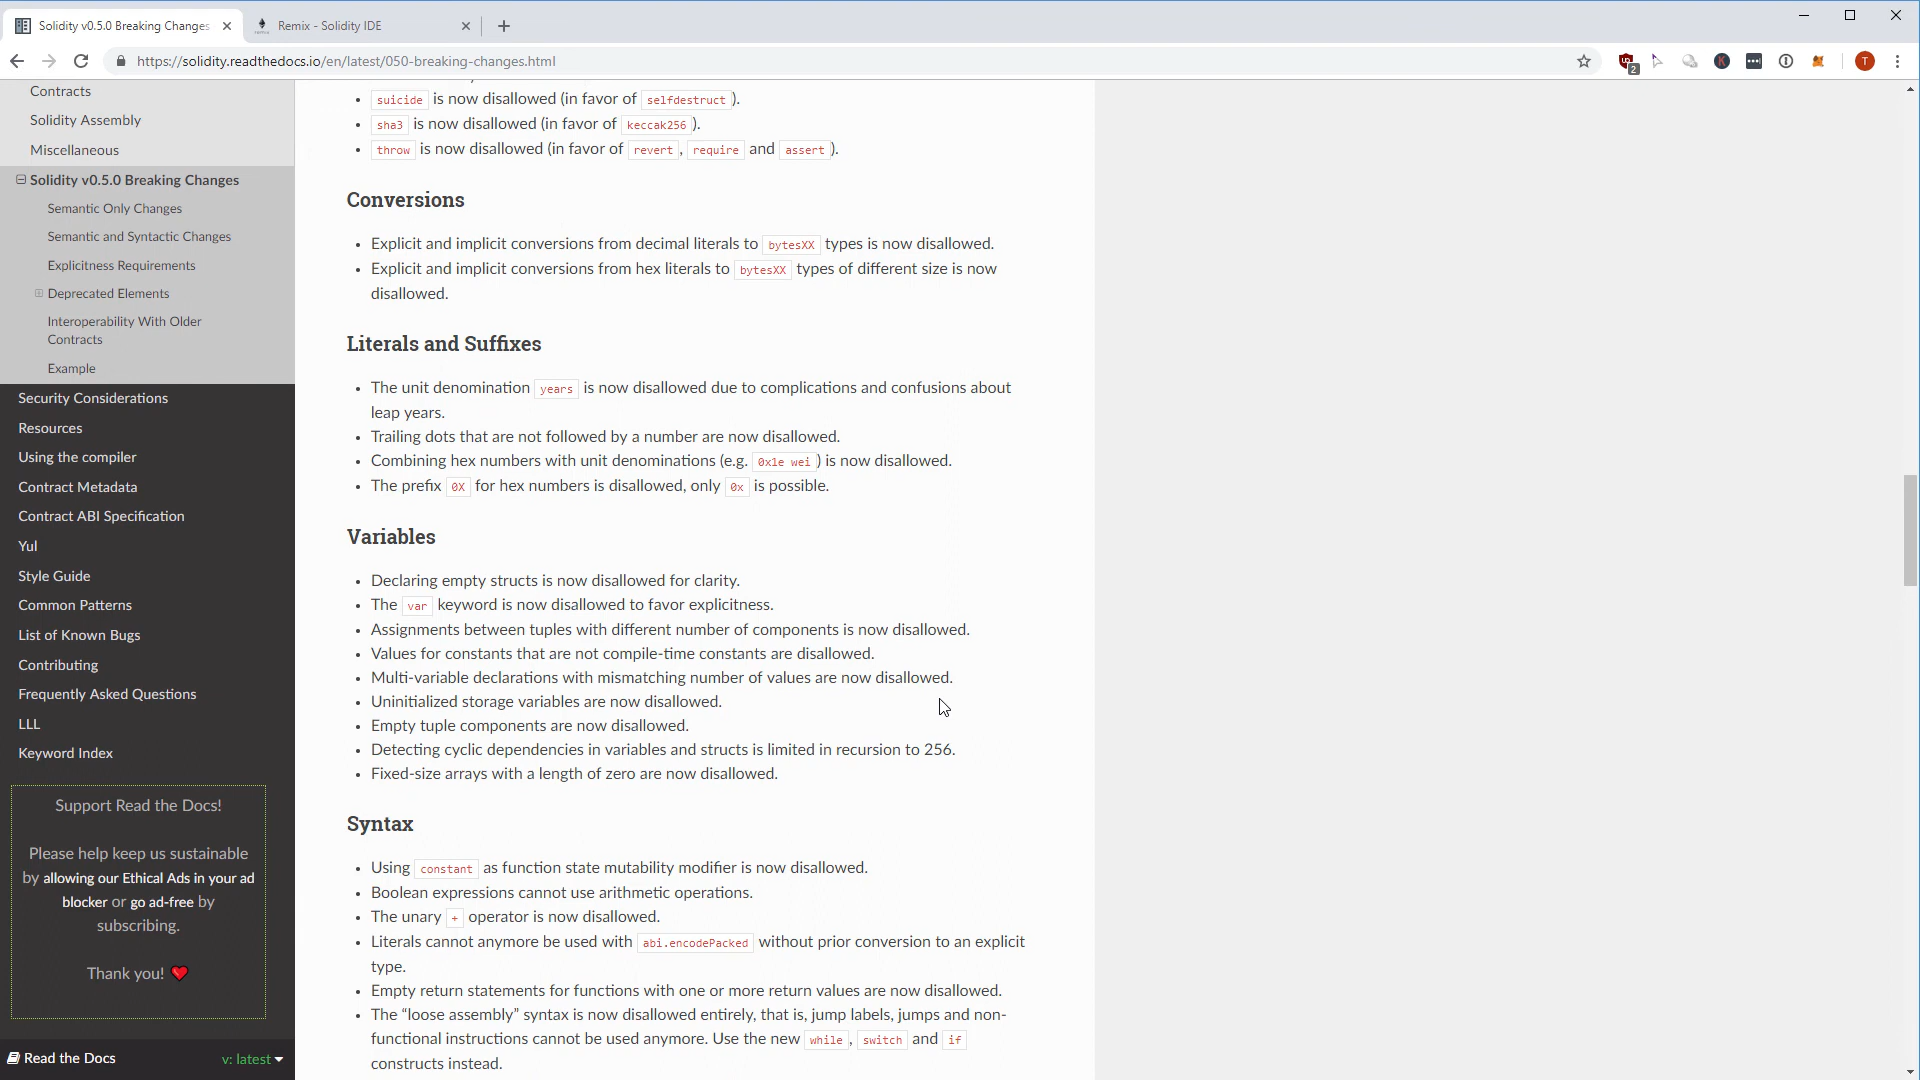 Solidity v0.5.0 Breaking Changes
Remix - Solidity IDE
https://solidity.readthedocs.io/en/latest/050-breaking-changes.html
2
T
Contracts
Solidity Assembly
Miscellaneous
Solidity v0.5.0 Breaking Changes
Semantic Only Changes
Semantic and Syntactic Changes
Explicitness Requirements
Deprecated Elements
Interoperability With Older
Contracts
Example
Security Considerations
Resources
Using the compiler
Contract Metadata
Contract ABI Specification
Yul
Style Guide
Common Patterns
List of Known Bugs
Contributing
Frequently Asked Questions
LLL
Keyword Index
Support Read the Docs!
Please help keep us sustainable
by allowing our Ethical Ads in your ad
blocker or go ad-free by
subscribing.
Thank you! ❤
Read the Docs
v: latest
• suicide is now disallowed (in favor of selfdestruct ).
• sha3 is now disallowed (in favor of keccak256 ).
• throw is now disallowed (in favor of revert , require and assert ).
Conversions
• Explicit and implicit conversions from decimal literals to bytesXX types is now disallowed.
• Explicit and implicit conversions from hex literals to bytesXX types of different size is now
disallowed.
Literals and Suffixes
• The unit denomination years is now disallowed due to complications and confusions about
leap years.
• Trailing dots that are not followed by a number are now disallowed.
• Combining hex numbers with unit denominations (e.g. 0x1e wei ) is now disallowed.
• The prefix 0X for hex numbers is disallowed, only 0x is possible.
Variables
• Declaring empty structs is now disallowed for clarity.
• The var keyword is now disallowed to favor explicitness.
• Assignments between tuples with different number of components is now disallowed.
• Values for constants that are not compile-time constants are disallowed.
• Multi-variable declarations with mismatching number of values are now disallowed.
• Uninitialized storage variables are now disallowed.
• Empty tuple components are now disallowed.
• Detecting cyclic dependencies in variables and structs is limited in recursion to 256.
• Fixed-size arrays with a length of zero are now disallowed.
Syntax
• Using constant as function state mutability modifier is now disallowed.
• Boolean expressions cannot use arithmetic operations.
• The unary + operator is now disallowed.
• Literals cannot anymore be used with abi.encodePacked without prior conversion to an explicit
type.
• Empty return statements for functions with one or more return values are now disallowed.
• The “loose assembly” syntax is now disallowed entirely, that is, jump labels, jumps and non-
functional instructions cannot be used anymore. Use the new while , switch and if
constructs instead.